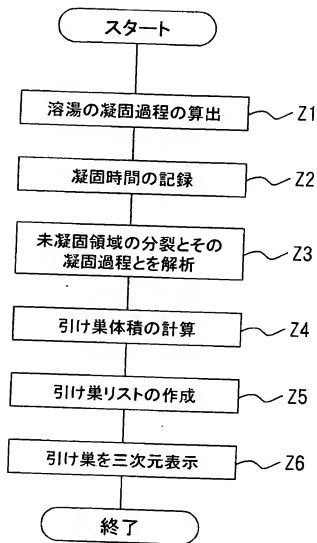 スタート
溶湯の凝固過程の算出
Z1
凝固時間の記録
Z2
未凝固領域の分裂とその
凝固過程とを解析
Z3
引け巣体積の計算
Z4
引け巣リストの作成
Z5
引け巣を三次元表示
Z6
終了